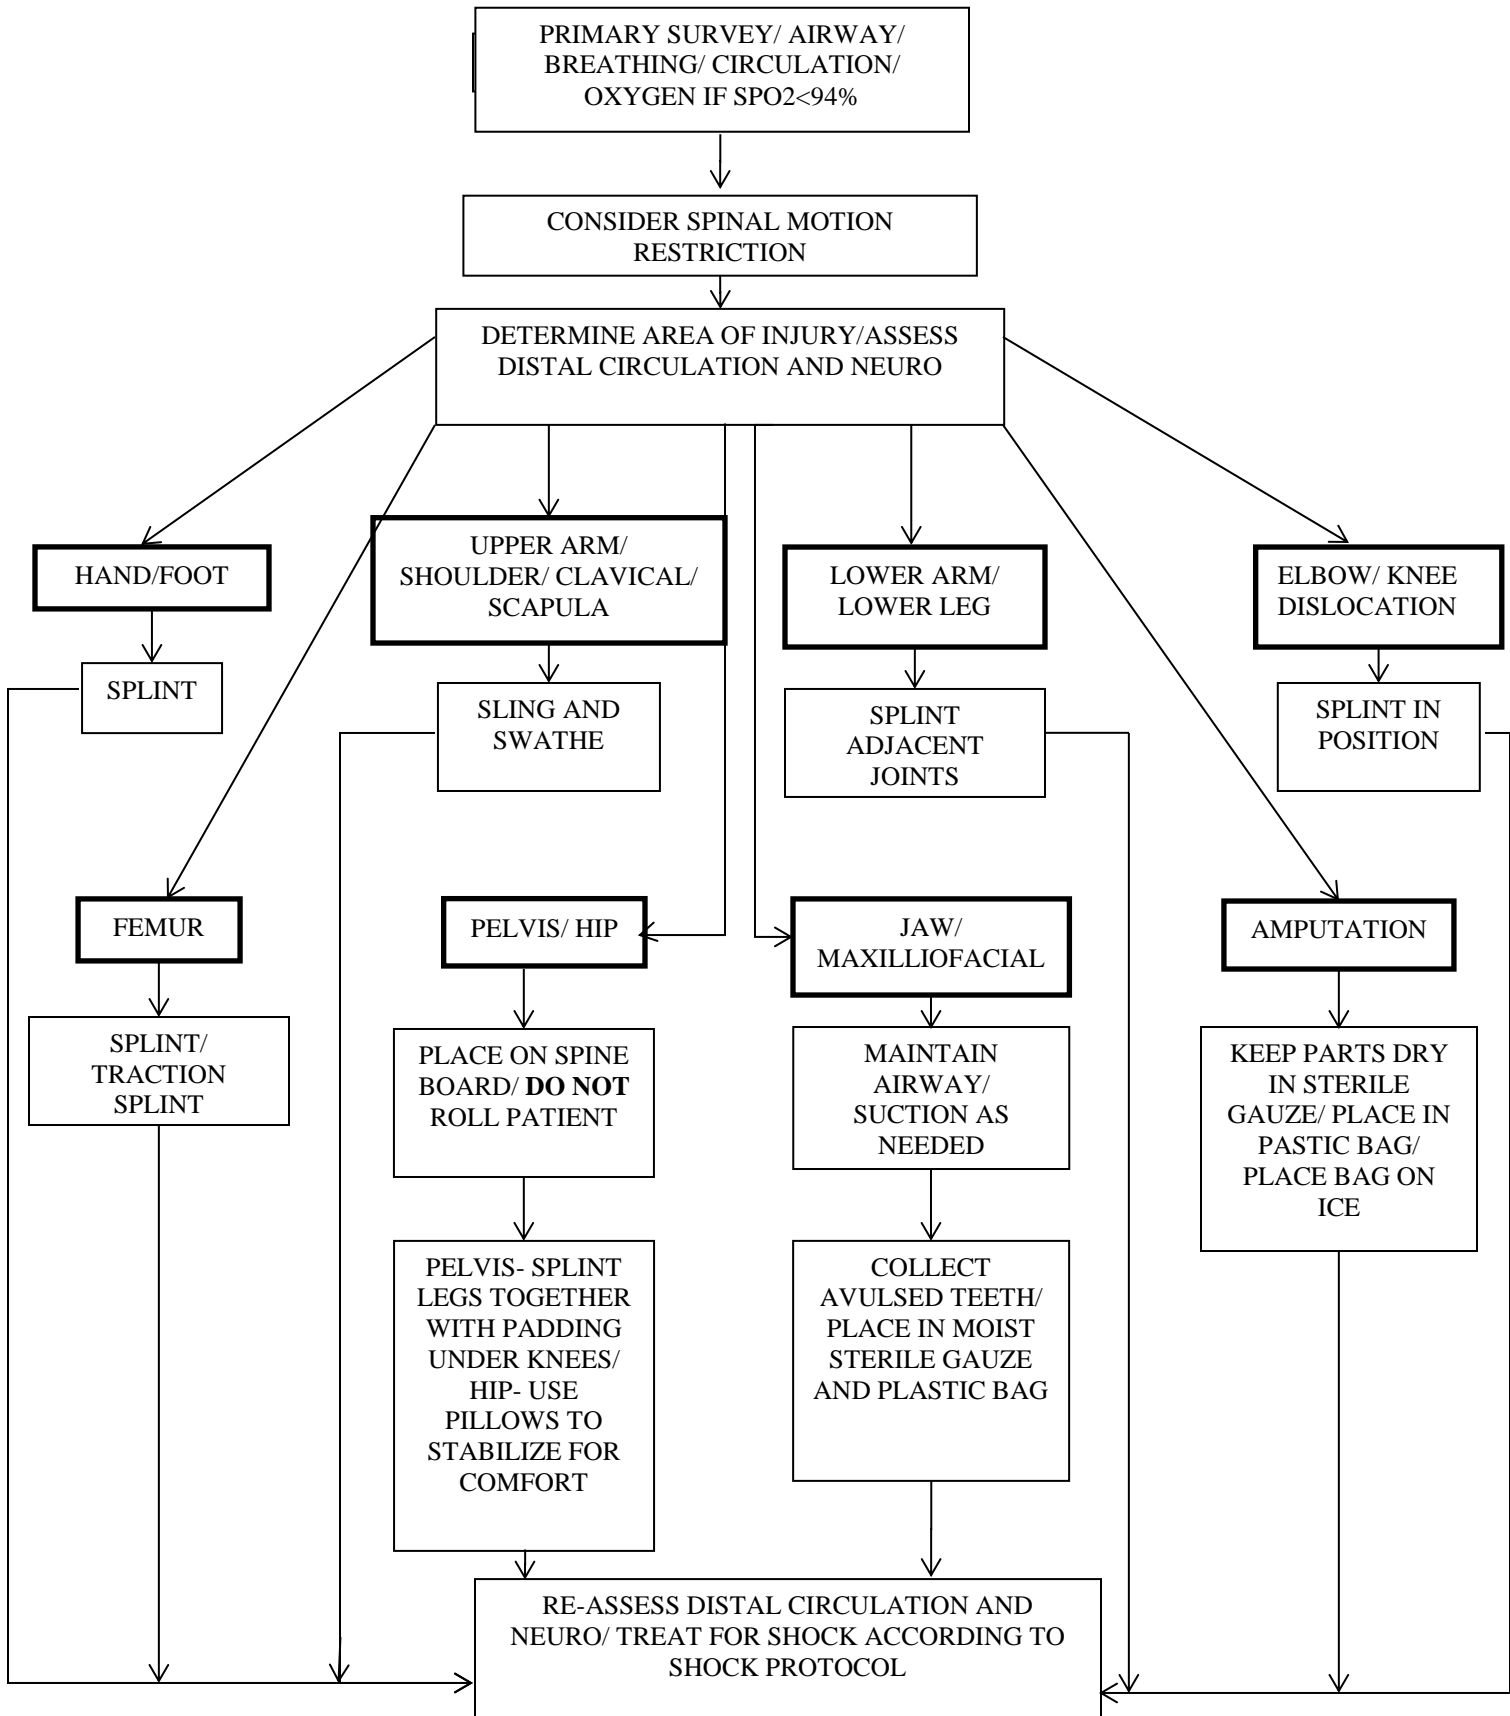 PRIMARY SURVEY/ AIRWAY/
BREATHING/ CIRCULATION/
OXYGEN IF SPO2<94%
CONSIDER SPINAL MOTION
RESTRICTION
DETERMINE AREA OF INJURY/ASSESS
DISTAL CIRCULATION AND NEURO
HAND/FOOT
SPLINT
UPPER ARM/
SHOULDER/ CLAVICAL/
SCAPULA
SLING AND
SWATHE
LOWER ARM/
LOWER LEG
SPLINT
ADJACENT
JOINTS
ELBOW/ KNEE
DISLOCATION
SPLINT IN
POSITION
FEMUR
SPLINT/
TRACTION
SPLINT
PELVIS/ HIP
PLACE ON SPINE
BOARD/ DO NOT
ROLL PATIENT
PELVIS- SPLINT
LEGS TOGETHER
WITH PADDING
UNDER KNEES/
HIP- USE
PILLOWS TO
STABILIZE FOR
COMFORT
JAW/
MAXILLIOFACIAL
MAINTAIN
AIRWAY/
SUCTION AS
NEEDED
COLLECT
AVULSED TEETH/
PLACE IN MOIST
STERILE GAUZE
AND PLASTIC BAG
AMPUTATION
KEEP PARTS DRY
IN STERILE
GAUZE/ PLACE IN
PASTIC BAG/
PLACE BAG ON
ICE
RE-ASSESS DISTAL CIRCULATION AND
NEURO/ TREAT FOR SHOCK ACCORDING TO
SHOCK PROTOCOL